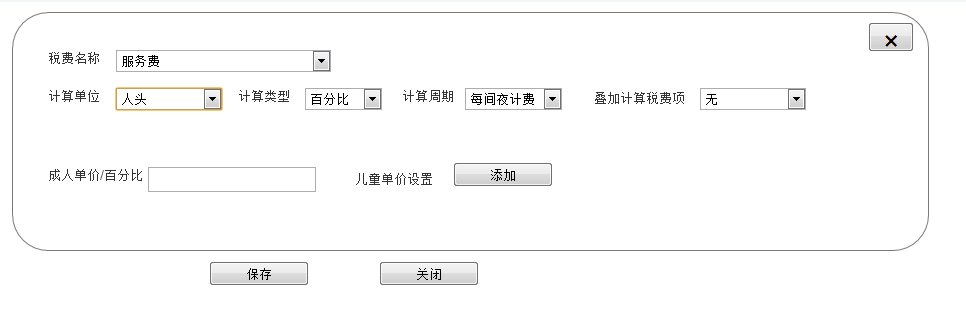 ×
税费名称 服务费
计算单位 人头 计算类型 百分比 计算周期 每间夜计费 叠加计算税费项 无
成人单价/百分比 儿童单价设置 添加
保存 关闭